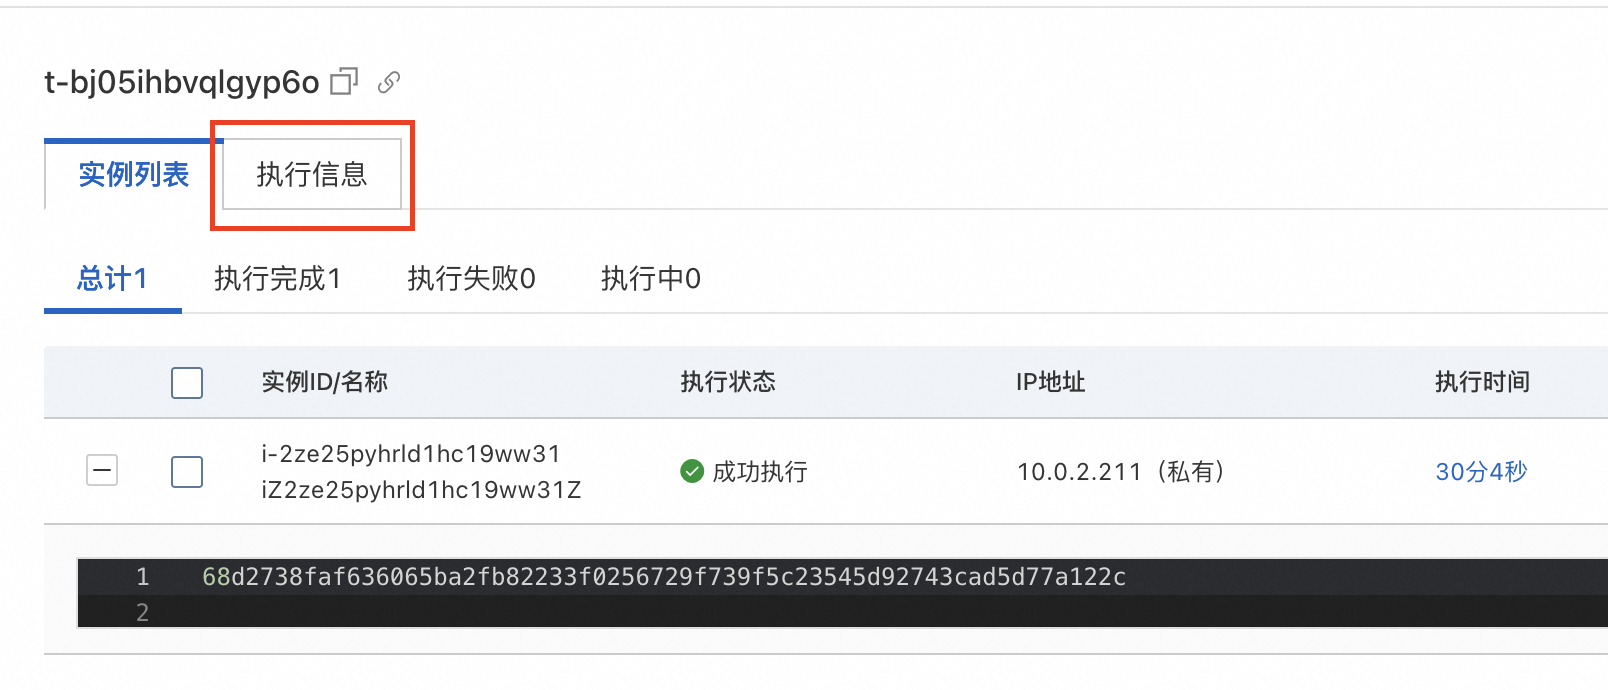 t-bj05ihbvqlgyp6o
实例列表 执行信息
总计1 执行完成1 执行失败0 执行中0
实例ID/名称 执行状态 IP地址 执行时间
i-2ze25pyhrld1hc19ww31
iZ2ze25pyhrld1hc19ww31Z
成功执行 10.0.2.211（私有） 30分4秒
1 68d2738faf636065ba2fb82233f0256729f739f5c23545d92743cad5d77a122c
2